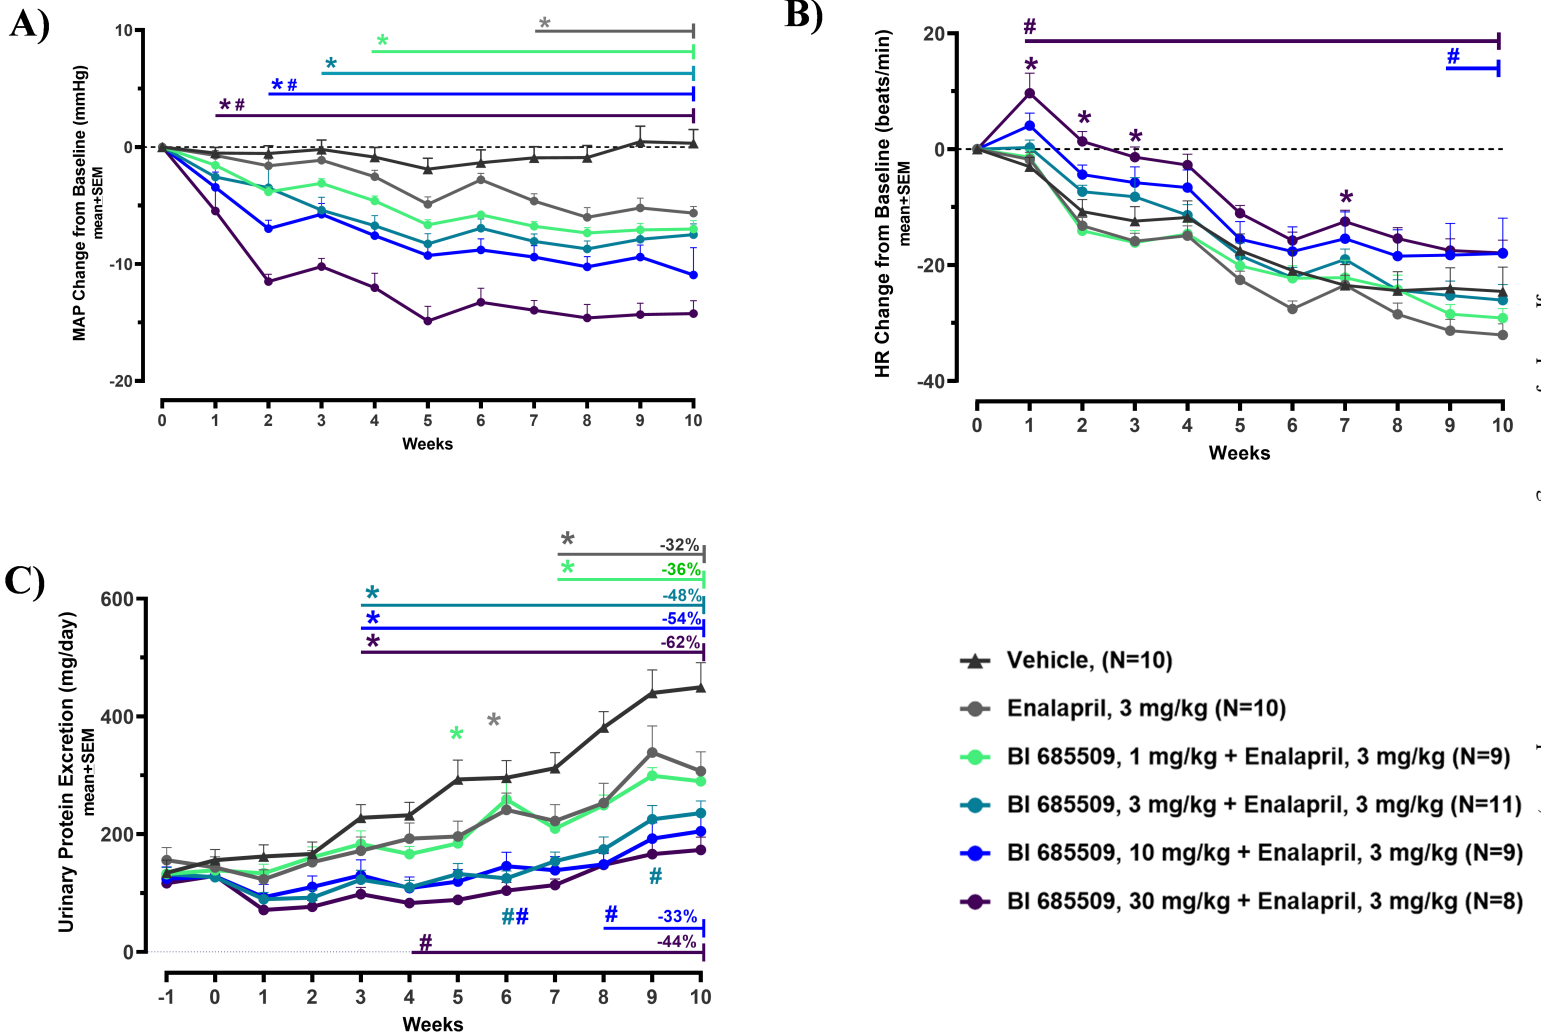 A)
MAP Change from Baseline (mmHg)
mean+SEM
10
0
-10
-20
*
*
*
* #
* #
0 1 2 3 4 5 6 7 8 9 10
Weeks
B)
HR Change from Baseline (beats/min)
mean+SEM
20
0
-20
-40
#
*
#
*
*
*
0 1 2 3 4 5 6 7 8 9 10
Weeks
C)
Urinary Protein Excretion (mg/day)
mean+SEM
600
400
200
0
* -32%
* -36%
* -48%
* -54%
* -62%
* *
#
## # -33%
# -44%
-1 0 1 2 3 4 5 6 7 8 9 10
Weeks
Vehicle, (N=10)
Enalapril, 3 mg/kg (N=10)
BI 685509, 1 mg/kg + Enalapril, 3 mg/kg (N=9)
BI 685509, 3 mg/kg + Enalapril, 3 mg/kg (N=11)
BI 685509, 10 mg/kg + Enalapril, 3 mg/kg (N=9)
BI 685509, 30 mg/kg + Enalapril, 3 mg/kg (N=8)